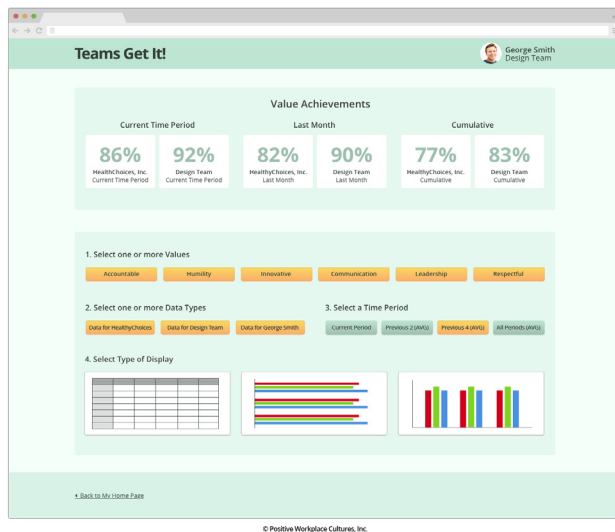 Teams Get It!
George Smith
Design Team
Value Achievements
Current Time Period
Last Month
Cumulative
86%
92%
82%
90%
77%
83%
HealthChoices, Inc.
Design Team
HealthyChoices, Inc.
Design Team
HealthyChoices, Inc.
Design Team
Current Time Period
Current Time Period
Last Month
Last Month
Cumulative
Cumulative
1. Select one or more Values
Accountable
Humility
Innovative
Communication
Leadership
Respectful
2. Select one or more Data Types
3. Select a Time Period
Data for HealthyChoices
Data for Design Team
Data for George Smith
Current Period
Previous 2 (AVG)
Previous 4 (AVG)
All Periods (AVG)
4. Select Type of Display
Back to My Home Page
© Positive Workplace Cultures, Inc.